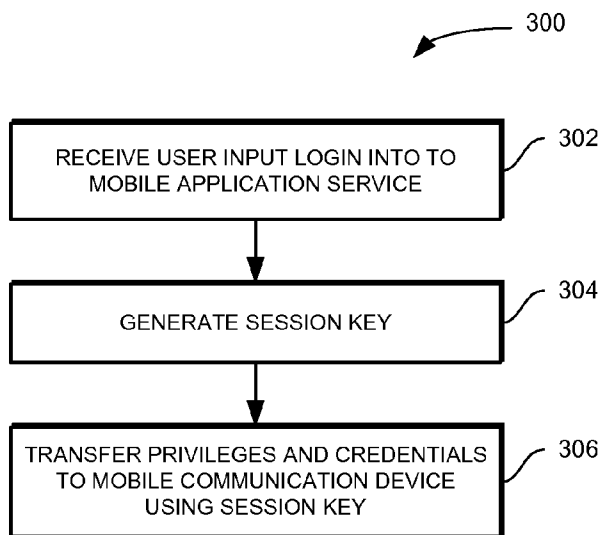 300
RECEIVE USER INPUT LOGIN INTO TO
MOBILE APPLICATION SERVICE
302
GENERATE SESSION KEY
304
TRANSFER PRIVILEGES AND CREDENTIALS
TO MOBILE COMMUNICATION DEVICE
USING SESSION KEY
306